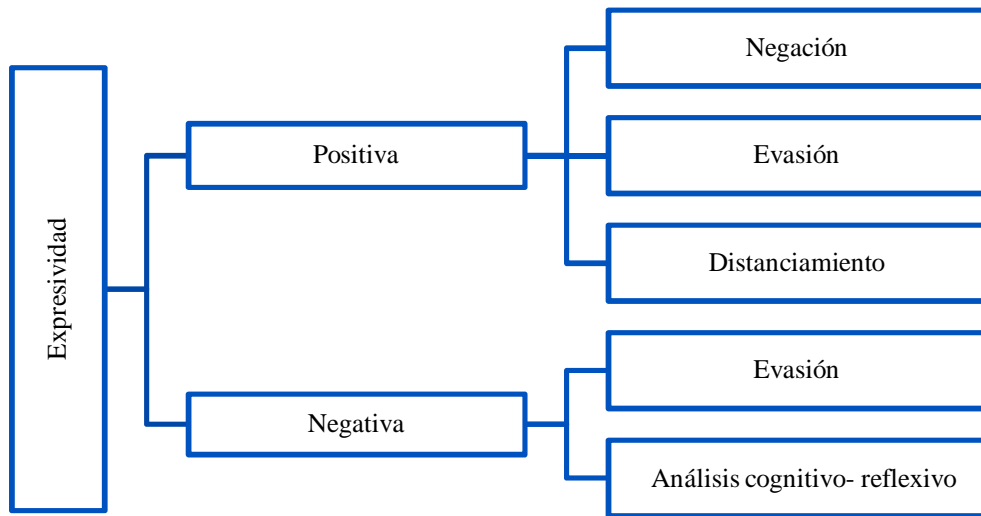 Expresividad
Positiva
Negación
Evasión
Distanciamiento
Negativa
Evasión
Análisis cognitivo- reflexivo